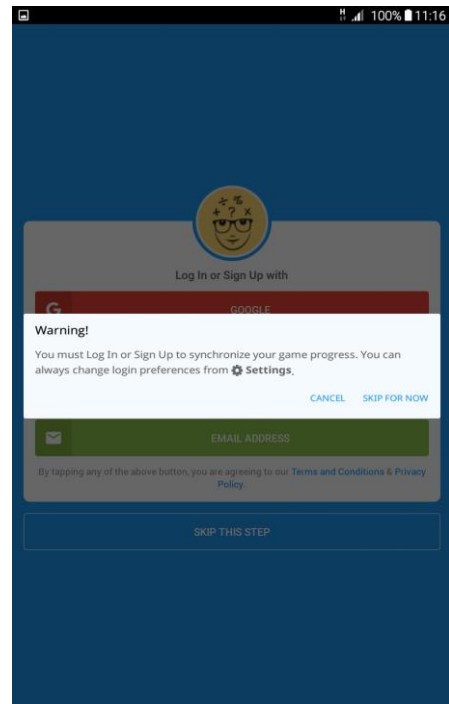 H 100% 11:16
÷ %
+ ? ×
Log In or Sign Up with
G GOOGLE
Warning!
You must Log In or Sign Up to synchronize your game progress. You can
always change login preferences from Settings.
CANCEL SKIP FOR NOW
EMAIL ADDRESS
By tapping any of the above button, you are agreeing to our Terms and Conditions & Privacy
Policy.
SKIP THIS STEP